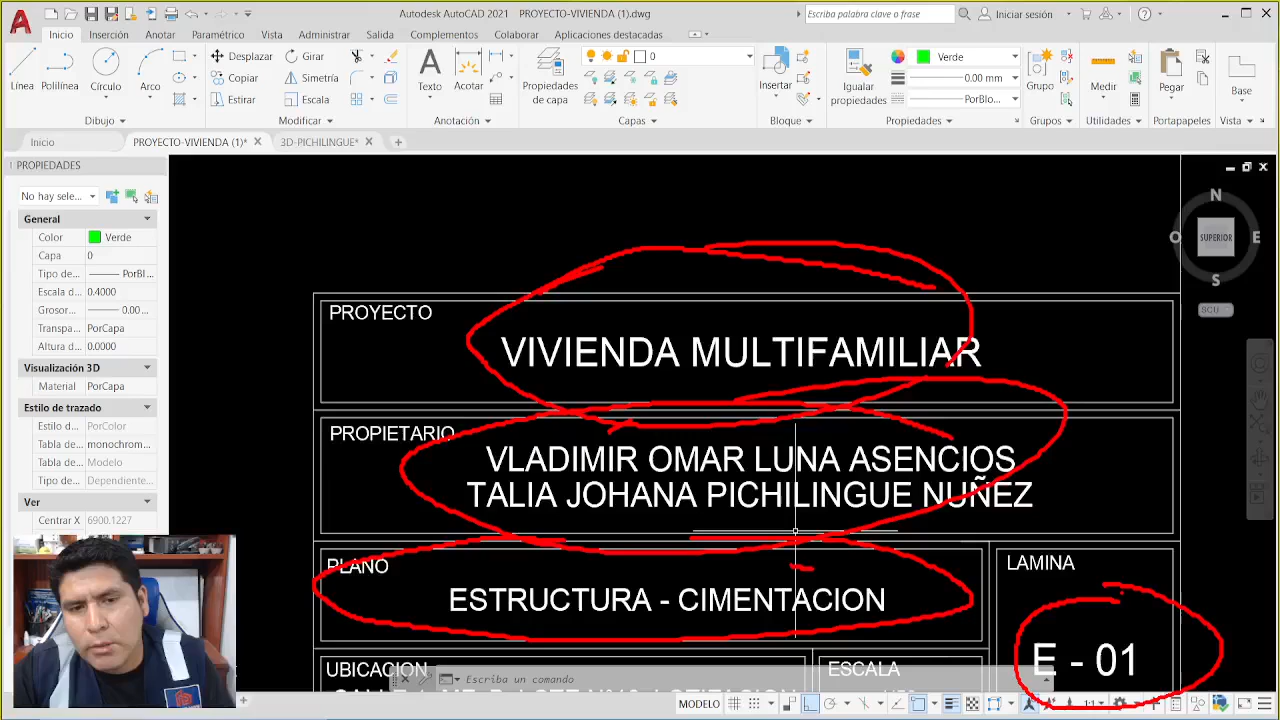 Autodesk AutoCAD 2021 PROYECTO-VIVIENDA (1).dwg
Escriba palabra clave o frase
Iniciar sesión
Inicio Inserción Anotar Paramétrico Vista Administrar Salida Complementos Colaborar Aplicaciones destacadas
Línea Polilínea Círculo Arco
Desplazar Girar
Copiar Simetría
Estirar Escala
Texto Acotar
Propiedades de capa
0
Insertar
Igualar propiedades
Verde
0.00 mm
PorBlo...
Grupo Medir Pegar Base
Dibujo Modificar Anotación Capas Bloque Propiedades Grupos Utilidades Portapapeles Vista
Inicio PROYECTO-VIVIENDA (1)* 3D-PICHILINGUE*
PROPIEDADES
No hay sele...
General
Color Verde
Capa 0
Tipo de... PorBl...
Escala d... 0.4000
Grosor... 0.00 ...
Transpa... PorCapa
Altura d... 0.0000
Visualización 3D
Material PorCapa
Estilo de trazado
Estilo d... PorColor
Tabla de... monochrom...
Tabla de... Modelo
Tipo de... Dependiente...
Ver
Centrar X 6900.1227
N
O SUPERIOR E
S
SCU
PROYECTO
VIVIENDA MULTIFAMILIAR
PROPIETARIO
VLADIMIR OMAR LUNA ASENCIOS
TALIA JOHANA PICHILINGUE NUÑEZ
PLANO
ESTRUCTURA - CIMENTACION
LAMINA
E - 01
UBICACION
ESCALA
Escriba un comando
MODELO
1:1